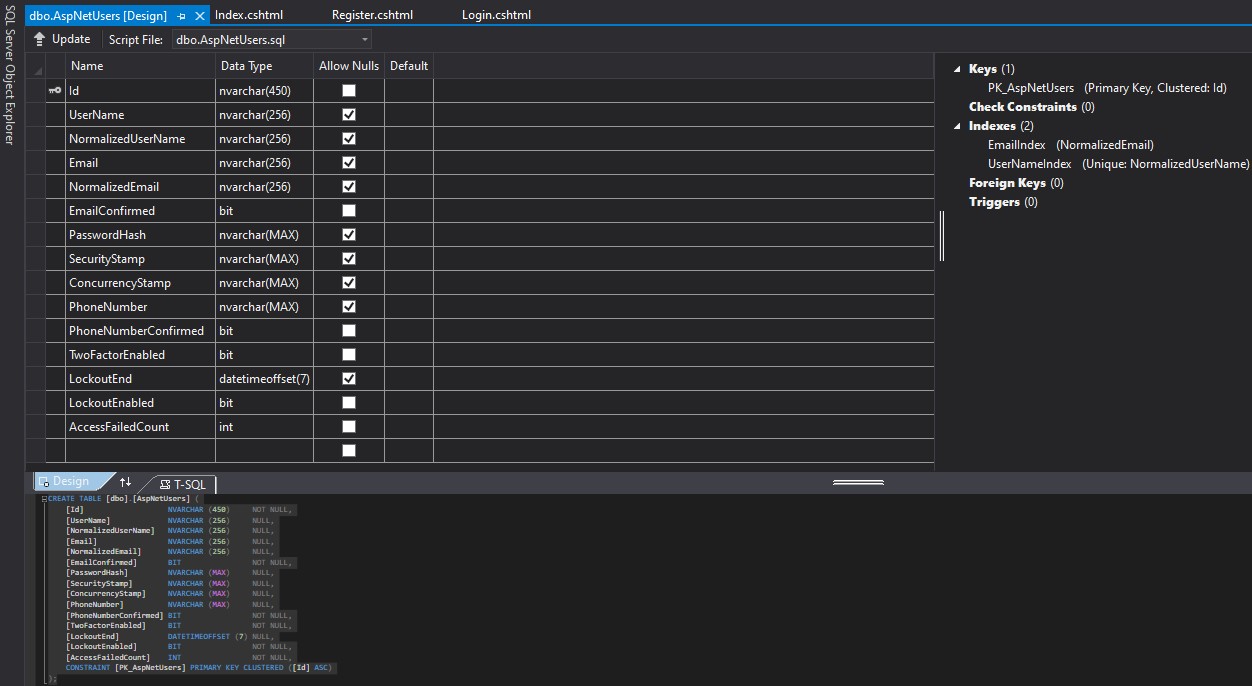 SQL Server Object Explorer
dbo.AspNetUsers [Design] Index.cshtml Register.cshtml Login.cshtml
Update Script File: dbo.AspNetUsers.sql
Name Data Type Allow Nulls Default
Id nvarchar(450)
UserName nvarchar(256)
NormalizedUserName nvarchar(256)
Email nvarchar(256)
NormalizedEmail nvarchar(256)
EmailConfirmed bit
PasswordHash nvarchar(MAX)
SecurityStamp nvarchar(MAX)
ConcurrencyStamp nvarchar(MAX)
PhoneNumber nvarchar(MAX)
PhoneNumberConfirmed bit
TwoFactorEnabled bit
LockoutEnd datetimeoffset(7)
LockoutEnabled bit
AccessFailedCount int
Keys (1)
PK_AspNetUsers (Primary Key, Clustered: Id)
Check Constraints (0)
Indexes (2)
EmailIndex (NormalizedEmail)
UserNameIndex (Unique: NormalizedUserName)
Foreign Keys (0)
Triggers (0)
Design T-SQL
CREATE TABLE [dbo].[AspNetUsers] (
[Id] NVARCHAR (450) NOT NULL,
[UserName] NVARCHAR (256) NULL,
[NormalizedUserName] NVARCHAR (256) NULL,
[Email] NVARCHAR (256) NULL,
[NormalizedEmail] NVARCHAR (256) NULL,
[EmailConfirmed] BIT NOT NULL,
[PasswordHash] NVARCHAR (MAX) NULL,
[SecurityStamp] NVARCHAR (MAX) NULL,
[ConcurrencyStamp] NVARCHAR (MAX) NULL,
[PhoneNumber] NVARCHAR (MAX) NULL,
[PhoneNumberConfirmed] BIT NOT NULL,
[TwoFactorEnabled] BIT NOT NULL,
[LockoutEnd] DATETIMEOFFSET (7) NULL,
[LockoutEnabled] BIT NOT NULL,
[AccessFailedCount] INT NOT NULL,
CONSTRAINT [PK_AspNetUsers] PRIMARY KEY CLUSTERED ([Id] ASC)
);